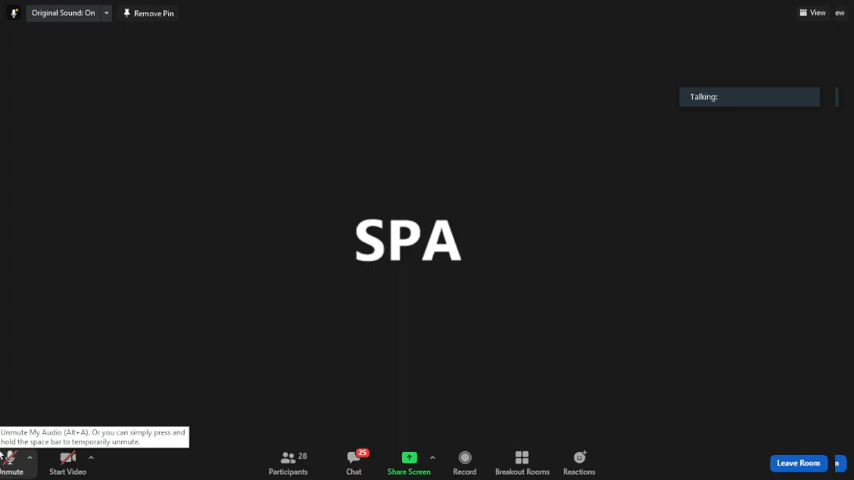 Original Sound: On
Remove Pin
View
ew
Talking:
SPA
Unmute My Audio (Alt+A). Or you can simply press and
hold the space bar to temporarily unmute.
nmute
Start Video
28
Participants
25
Chat
Share Screen
Record
Breakout Rooms
Reactions
Leave Room
m